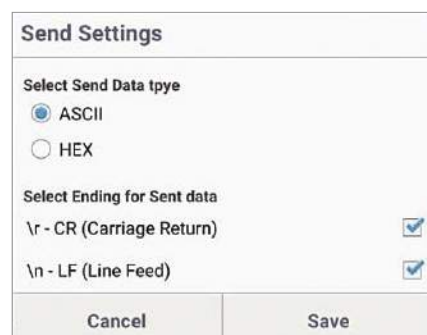 Send Settings
Select Send Data tpye
ASCII
HEX
Select Ending for Sent data
\r - CR (Carriage Return)
\n - LF (Line Feed)
Cancel Save